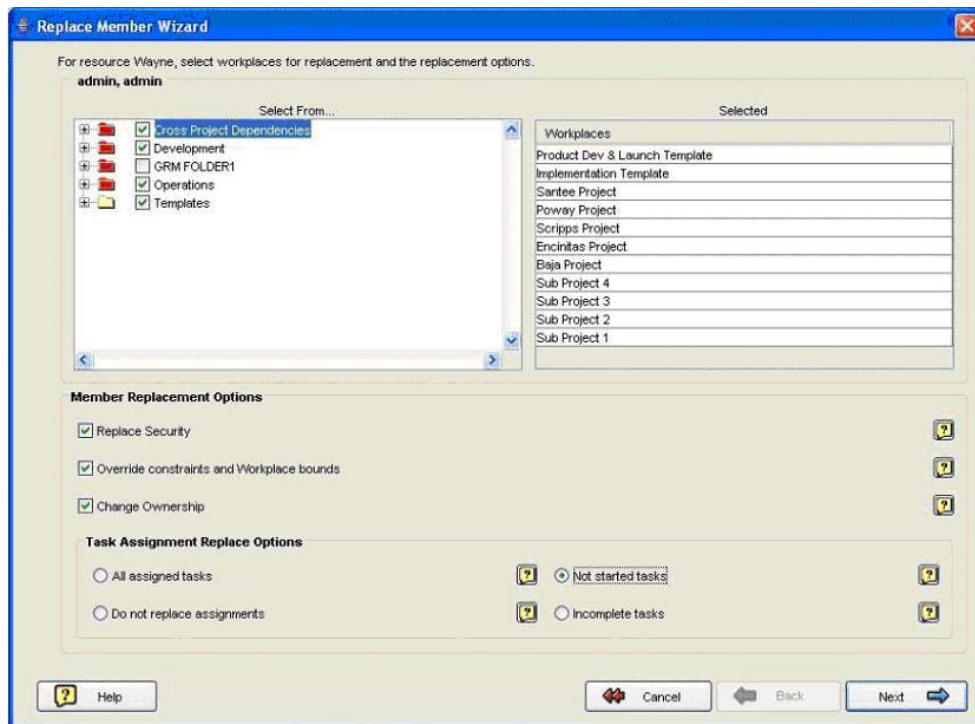 Replace Member Wizard
For resource Wayne, select workplaces for replacement and the replacement options.
admin, admin
Select From...
Cross Project Dependencies
Development
GRM FOLDER1
Operations
Templates
Selected
Workplaces
Product Dev & Launch Template
Implementation Template
Santee Project
Poway Project
Scripps Project
Encinitas Project
Baja Project
Sub Project 4
Sub Project 3
Sub Project 2
Sub Project 1
Member Replacement Options
Replace Security
Override constraints and Workplace bounds
Change Ownership
Task Assignment Replace Options
All assigned tasks
Not started tasks
Do not replace assignments
Incomplete tasks
Help
Cancel
Back
Next